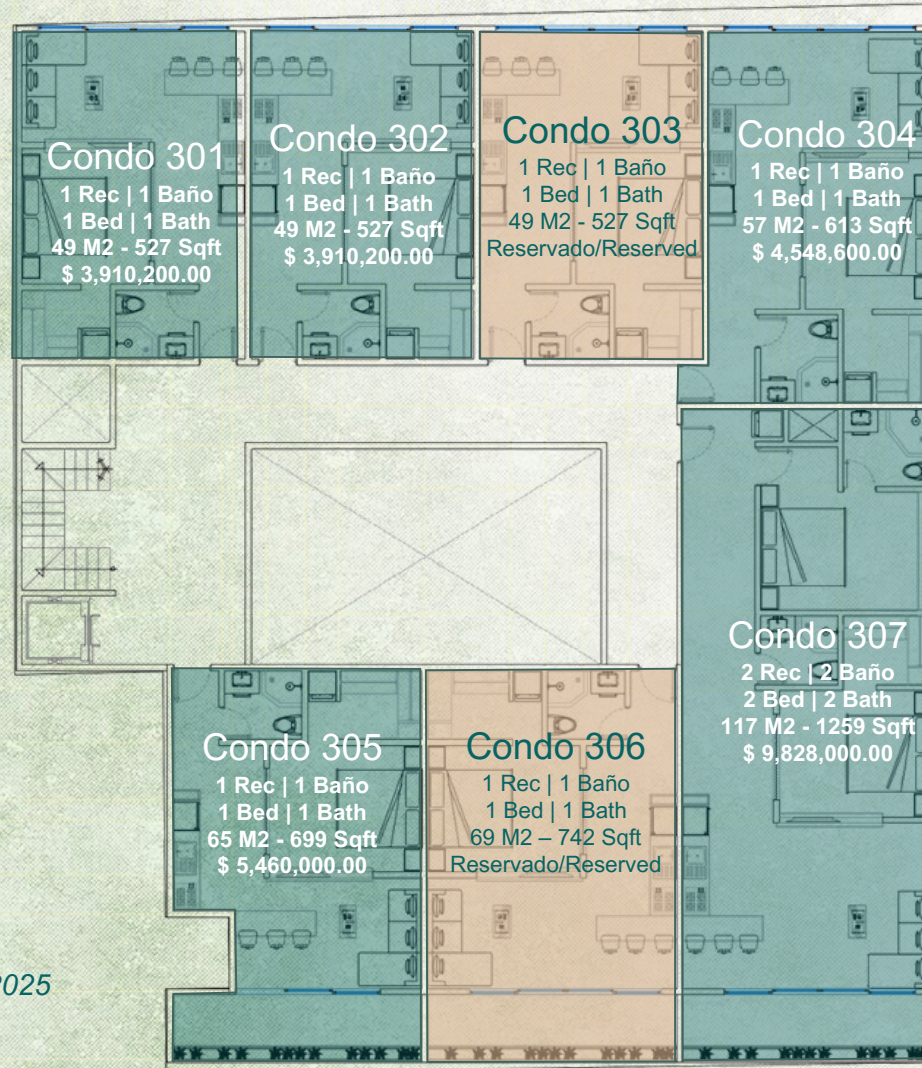 Condo 301
1 Rec | 1 Baño
1 Bed | 1 Bath
49 M2 - 527 Sqft
$ 3,910,200.00
Condo 302
1 Rec | 1 Baño
1 Bed | 1 Bath
49 M2 - 527 Sqft
$ 3,910,200.00
Condo 303
1 Rec | 1 Baño
1 Bed | 1 Bath
49 M2 - 527 Sqft
Reservado/Reserved
Condo 304
1 Rec | 1 Baño
1 Bed | 1 Bath
57 M2 - 613 Sqft
$ 4,548,600.00
Condo 305
1 Rec | 1 Baño
1 Bed | 1 Bath
65 M2 - 699 Sqft
$ 5,460,000.00
Condo 306
1 Rec | 1 Baño
1 Bed | 1 Bath
69 M2 – 742 Sqft
Reservado/Reserved
Condo 307
2 Rec | 2 Baño
2 Bed | 2 Bath
117 M2 - 1259 Sqft
$ 9,828,000.00
2025